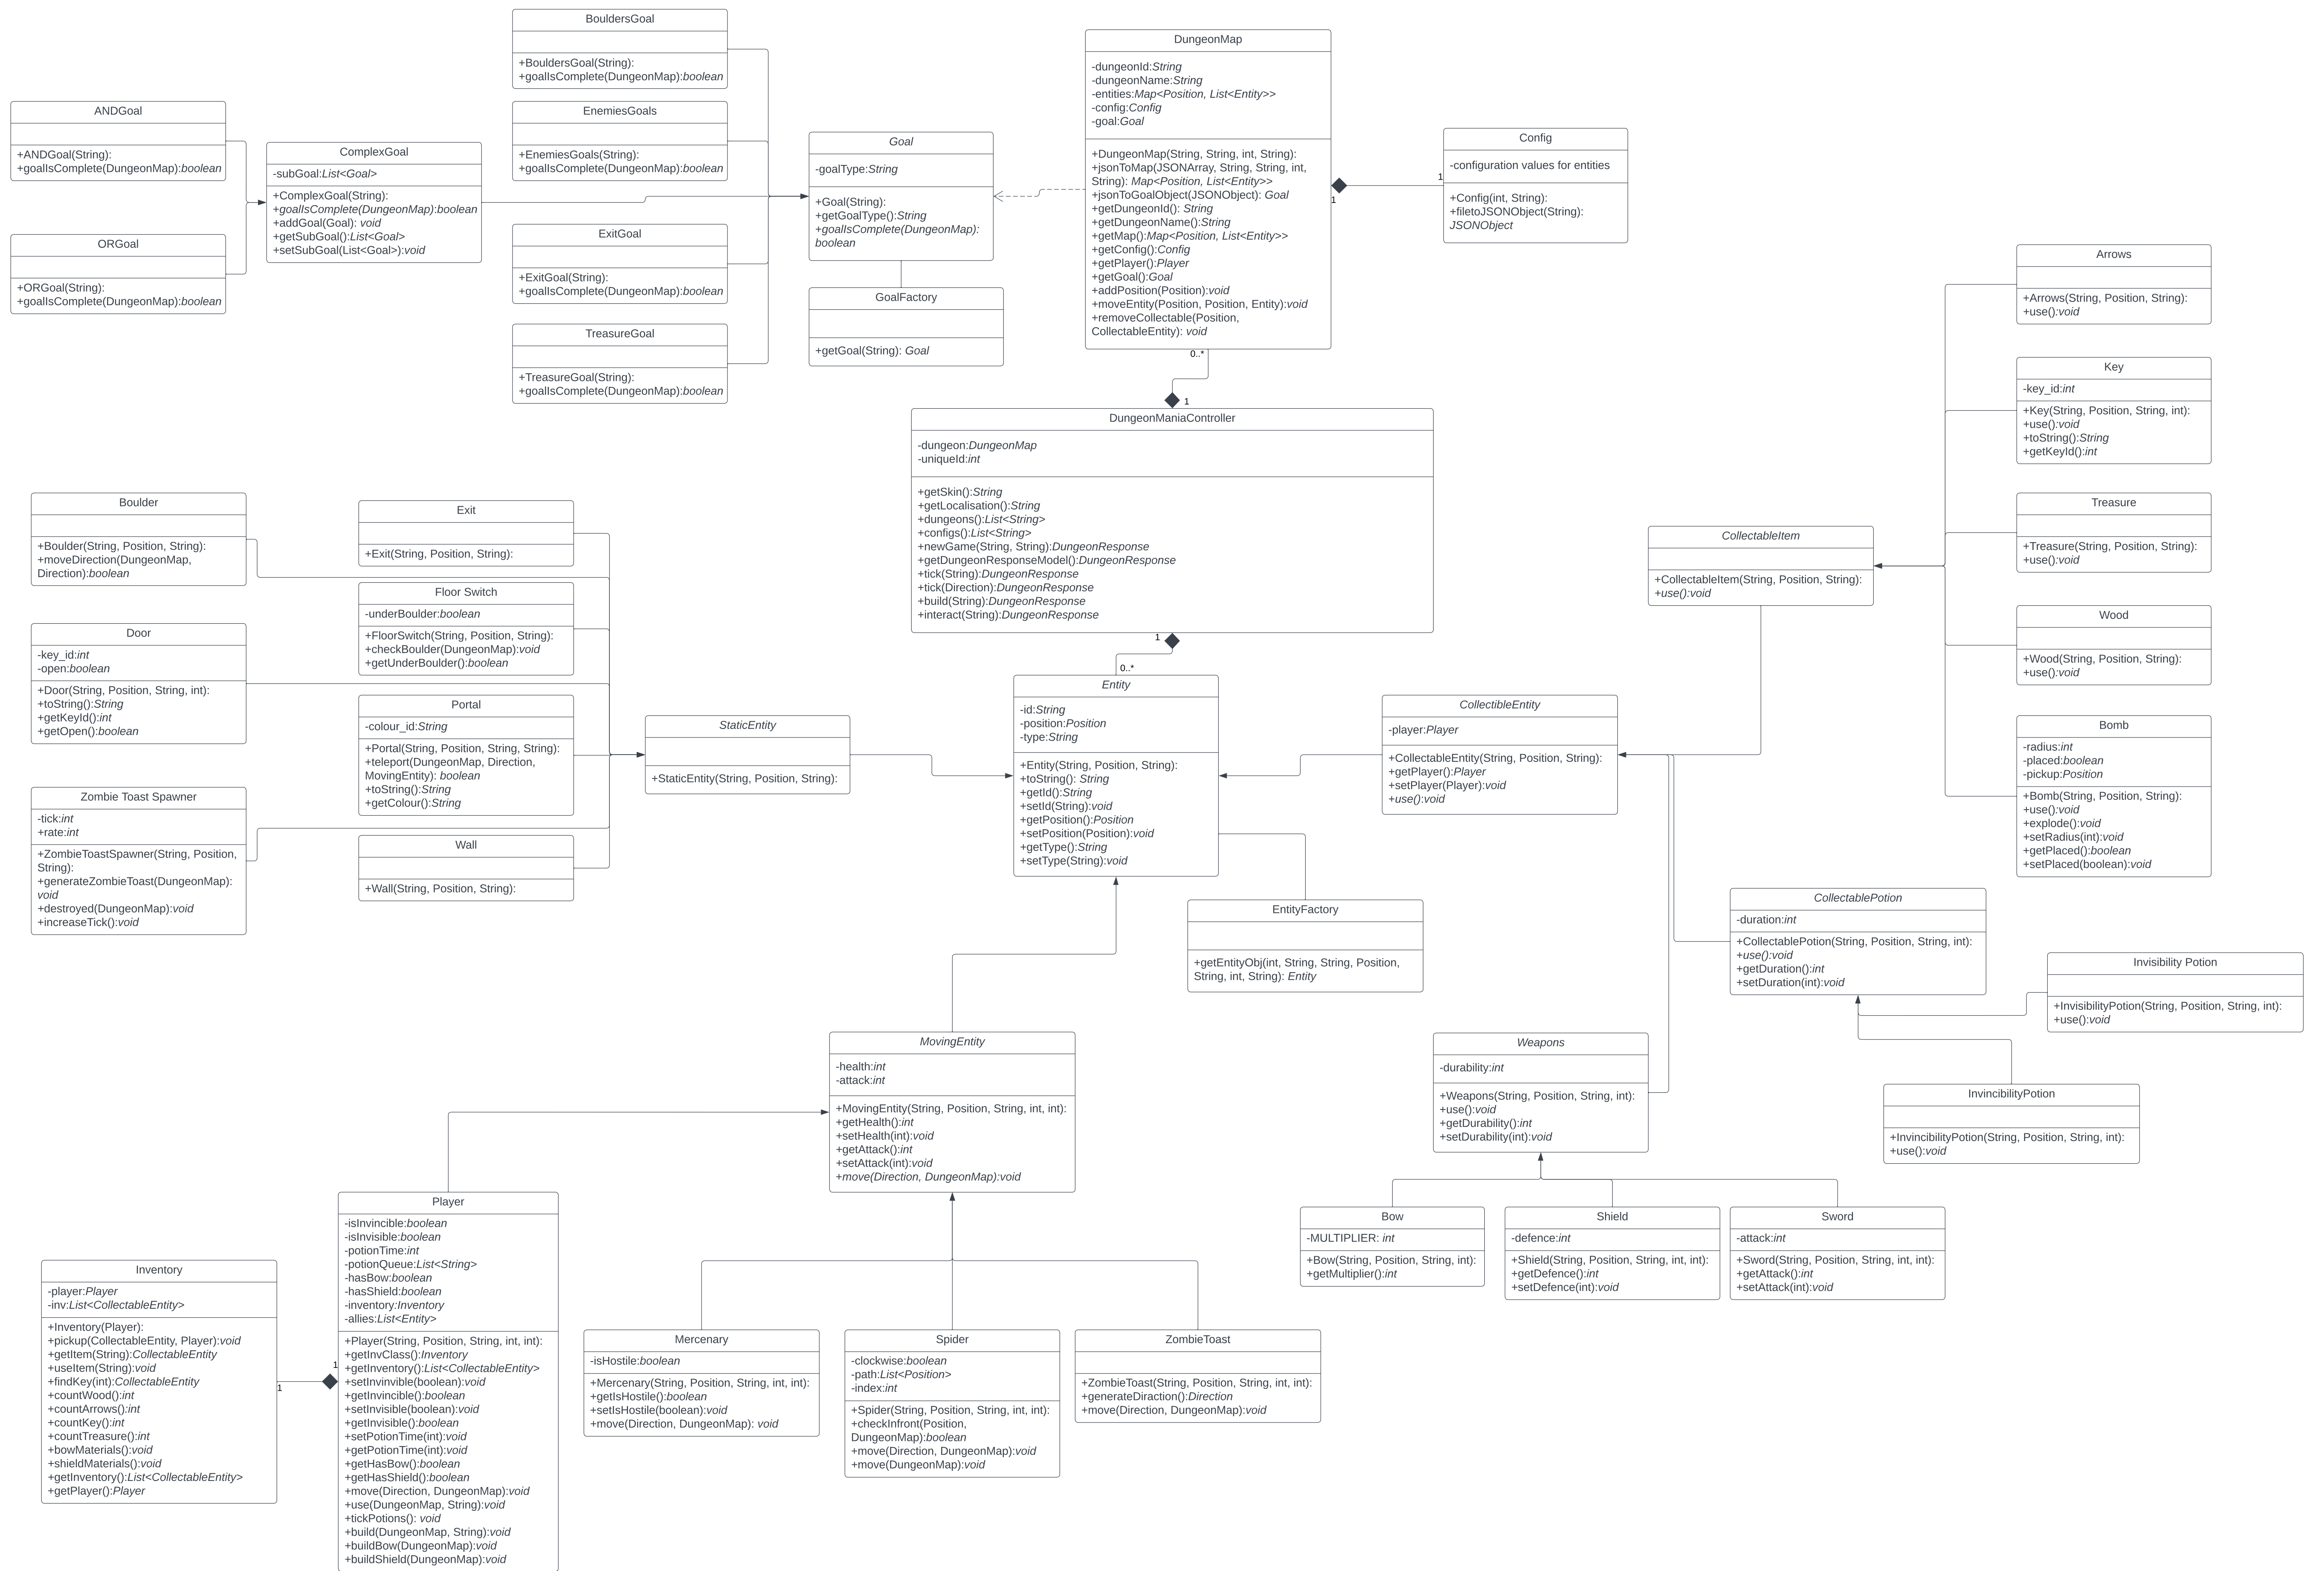 BouldersGoal
+BouldersGoal(String):
+goalIsComplete(DungeonMap):boolean
ANDGoal
+ANDGoal(String):
+goalIsComplete(DungeonMap):boolean
ORGoal
+ORGoal(String):
+goalIsComplete(DungeonMap):boolean
ComplexGoal
-subGoal:List<Goal>
+ComplexGoal(String):
+goalIsComplete(DungeonMap):boolean
+addGoal(Goal): void
+getSubGoal():List<Goal>
+setSubGoal(List<Goal>):void
EnemiesGoals
+EnemiesGoals(String):
+goalIsComplete(DungeonMap):boolean
ExitGoal
+ExitGoal(String):
+goalIsComplete(DungeonMap):boolean
TreasureGoal
+TreasureGoal(String):
+goalIsComplete(DungeonMap):boolean
Goal
-goalType:String
+Goal(String):
+getGoalType():String
+goalIsComplete(DungeonMap):
boolean
GoalFactory
+getGoal(String): Goal
DungeonMap
-dungeonId:String
-dungeonName:String
-entities:Map<Position, List<Entity>>
-config:Config
-goal:Goal
+DungeonMap(String, String, int, String):
+jsonToMap(JSONArray, String, String, int,
String): Map<Position, List<Entity>>
+jsonToGoalObject(JSONObject): Goal
+getDungeonId(): String
+getDungeonName():String
+getMap():Map<Position, List<Entity>>
+getConfig():Config
+getPlayer():Player
+getGoal():Goal
+addPosition(Position):void
+moveEntity(Position, Position, Entity):void
+removeCollectable(Position,
CollectableEntity): void
1
1
Config
-configuration values for entities
+Config(int, String):
+filetoJSONObject(String):
JSONObject
0..*
1
DungeonManiaController
-dungeon:DungeonMap
-uniqueId:int
+getSkin():String
+getLocalisation():String
+dungeons():List<String>
+configs():List<String>
+newGame(String, String):DungeonResponse
+getDungeonResponseModel():DungeonResponse
+tick(String):DungeonResponse
+tick(Direction):DungeonResponse
+build(String):DungeonResponse
+interact(String):DungeonResponse
1
0..*
Arrows
+Arrows(String, Position, String):
+use():void
Key
-key_id:int
+Key(String, Position, String, int):
+use():void
+toString():String
+getKeyId():int
Treasure
+Treasure(String, Position, String):
+use():void
Wood
+Wood(String, Position, String):
+use():void
Bomb
-radius:int
-placed:boolean
-pickup:Position
+Bomb(String, Position, String):
+use():void
+explode():void
+setRadius(int):void
+getPlaced():boolean
+setPlaced(boolean):void
CollectableItem
+CollectableItem(String, Position, String):
+use():void
Boulder
+Boulder(String, Position, String):
+moveDirection(DungeonMap,
Direction):boolean
Door
-key_id:int
-open:boolean
+Door(String, Position, String, int):
+toString():String
+getKeyId():int
+getOpen():boolean
Zombie Toast Spawner
-tick:int
+rate:int
+ZombieToastSpawner(String, Position,
String):
+generateZombieToast(DungeonMap):
void
+destroyed(DungeonMap):void
+increaseTick():void
Exit
+Exit(String, Position, String):
Floor Switch
-underBoulder:boolean
+FloorSwitch(String, Position, String):
+checkBoulder(DungeonMap):void
+getUnderBoulder():boolean
Portal
-colour_id:String
+Portal(String, Position, String, String):
+teleport(DungeonMap, Direction,
MovingEntity): boolean
+toString():String
+getColour():String
Wall
+Wall(String, Position, String):
StaticEntity
+StaticEntity(String, Position, String):
Entity
-id:String
-position:Position
-type:String
+Entity(String, Position, String):
+toString(): String
+getId():String
+setId(String):void
+getPosition():Position
+setPosition(Position):void
+getType():String
+setType(String):void
CollectibleEntity
-player:Player
+CollectableEntity(String, Position, String):
+getPlayer():Player
+setPlayer(Player):void
+use():void
EntityFactory
+getEntityObj(int, String, String, Position,
String, int, String): Entity
CollectablePotion
-duration:int
+CollectablePotion(String, Position, String, int):
+use():void
+getDuration():int
+setDuration(int):void
Invisibility Potion
+InvisibilityPotion(String, Position, String, int):
+use():void
InvincibilityPotion
+InvincibilityPotion(String, Position, String, int):
+use():void
MovingEntity
-health:int
-attack:int
+MovingEntity(String, Position, String, int, int):
+getHealth():int
+setHealth(int):void
+getAttack():int
+setAttack(int):void
+move(Direction, DungeonMap):void
Weapons
-durability:int
+Weapons(String, Position, String, int):
+use():void
+getDurability():int
+setDurability(int):void
Bow
-MULTIPLIER: int
+Bow(String, Position, String, int):
+getMultiplier():int
Shield
-defence:int
+Shield(String, Position, String, int, int):
+getDefence():int
+setDefence(int):void
Sword
-attack:int
+Sword(String, Position, String, int, int):
+getAttack():int
+setAttack(int):void
Inventory
-player:Player
-inv:List<CollectableEntity>
+Inventory(Player):
+pickup(CollectableEntity, Player):void
+getItem(String):CollectableEntity
+useItem(String):void
+findKey(int):CollectableEntity
+countWood():int
+countArrows():int
+countKey():int
+countTreasure():int
+bowMaterials():void
+shieldMaterials():void
+getInventory():List<CollectableEntity>
+getPlayer():Player
1
1
Player
-isInvincible:boolean
-isInvisible:boolean
-potionTime:int
-potionQueue:List<String>
-hasBow:boolean
-hasShield:boolean
-inventory:Inventory
-allies:List<Entity>
+Player(String, Position, String, int, int):
+getInvClass():Inventory
+getInventory():List<CollectableEntity>
+setInvinvible(boolean):void
+getInvincible():boolean
+setInvisible(boolean):void
+getInvisible():boolean
+setPotionTime(int):void
+getPotionTime(int):void
+getHasBow():boolean
+getHasShield():boolean
+move(Direction, DungeonMap):void
+use(DungeonMap, String):void
+tickPotions(): void
+build(DungeonMap, String):void
+buildBow(DungeonMap):void
+buildShield(DungeonMap):void
Mercenary
-isHostile:boolean
+Mercenary(String, Position, String, int, int):
+getIsHostile():boolean
+setIsHostile(boolean):void
+move(Direction, DungeonMap): void
Spider
-clockwise:boolean
-path:List<Position>
-index:int
+Spider(String, Position, String, int, int):
+checkInfront(Position,
DungeonMap):boolean
+move(Direction, DungeonMap):void
+move(DungeonMap):void
ZombieToast
+ZombieToast(String, Position, String, int, int):
+generateDiraction():Direction
+move(Direction, DungeonMap):void